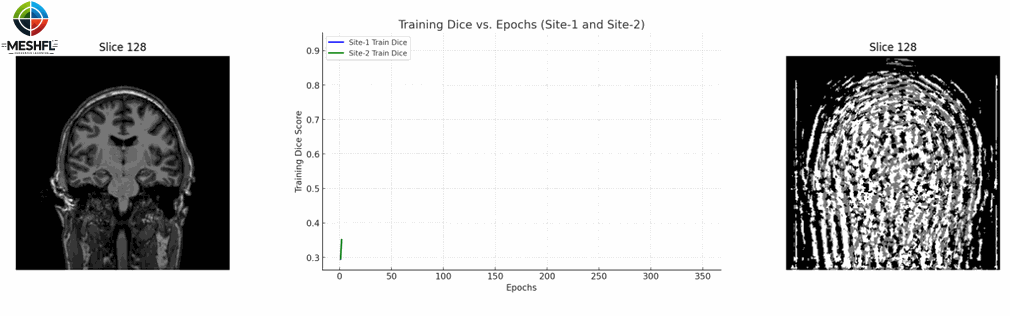 MESHFL
Slice 128
Training Dice vs. Epochs (Site-1 and Site-2)
Site-1 Train Dice
Site-2 Train Dice
Training Dice Score
0.9
0.8
0.7
0.6
0.5
0.4
0.3
0
50
100
150
200
250
300
350
Epochs
Slice 128